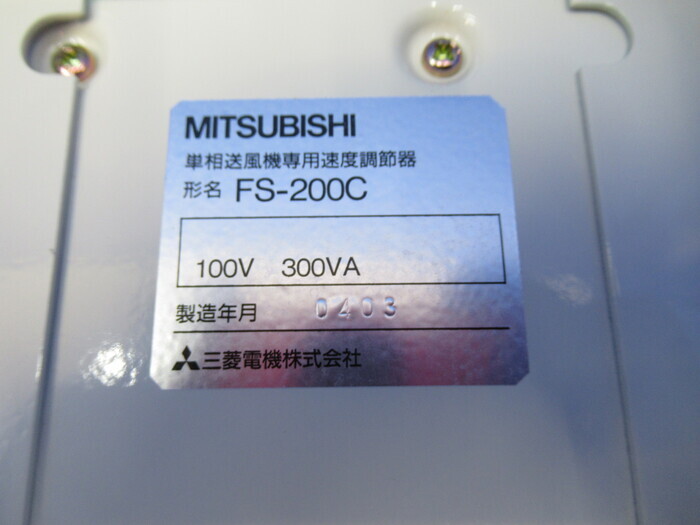 MITSUBISHI
単相送風機専用速度調節器
形名 FS-200C
100V 300VA
製造年月 0403
三菱電機株式会社